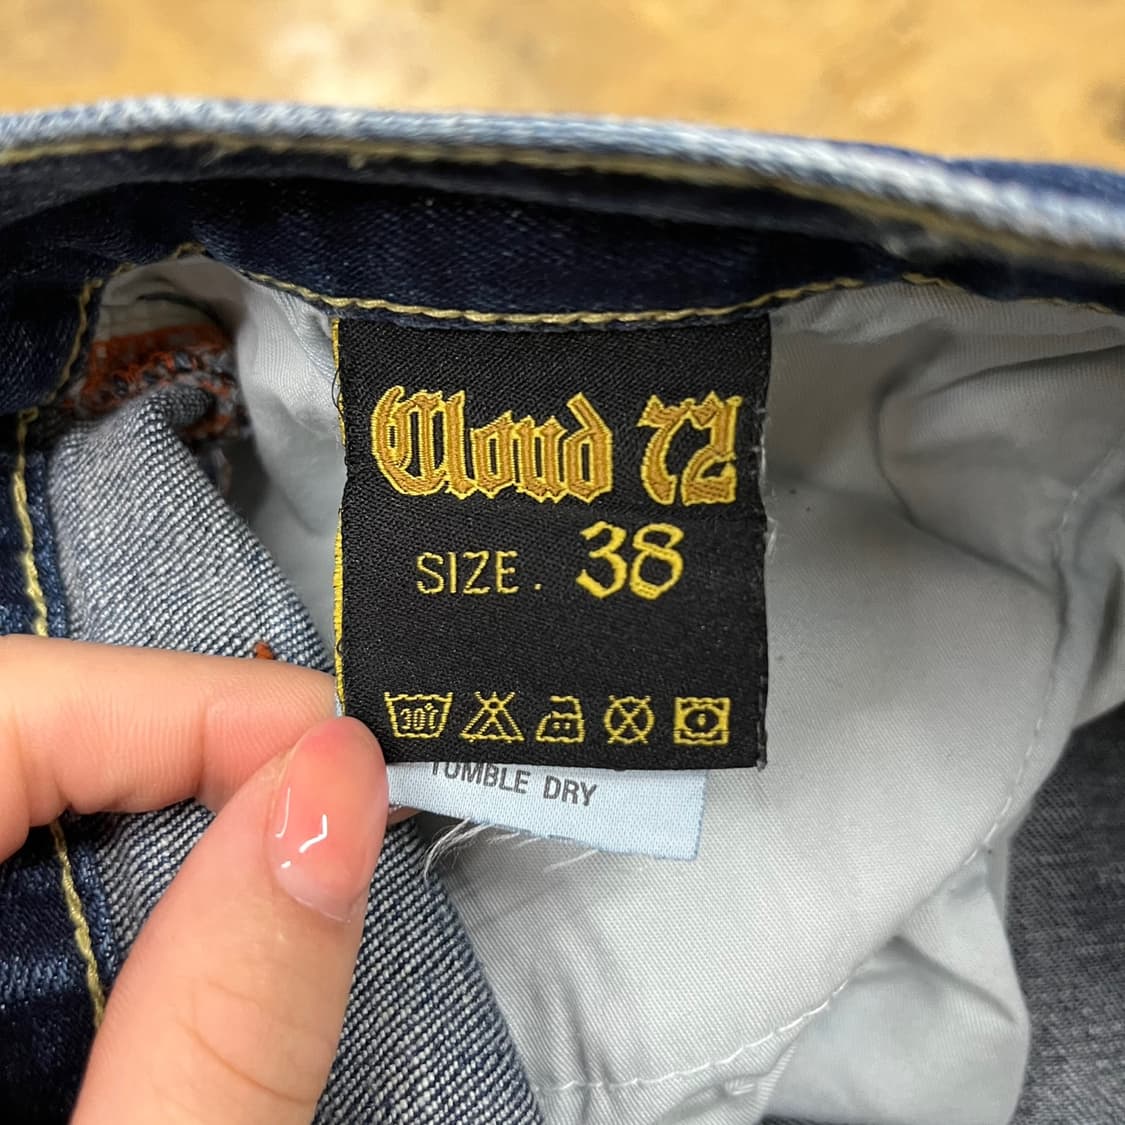 Cloud 72
SIZE. 38
30°c
TUMBLE DRY